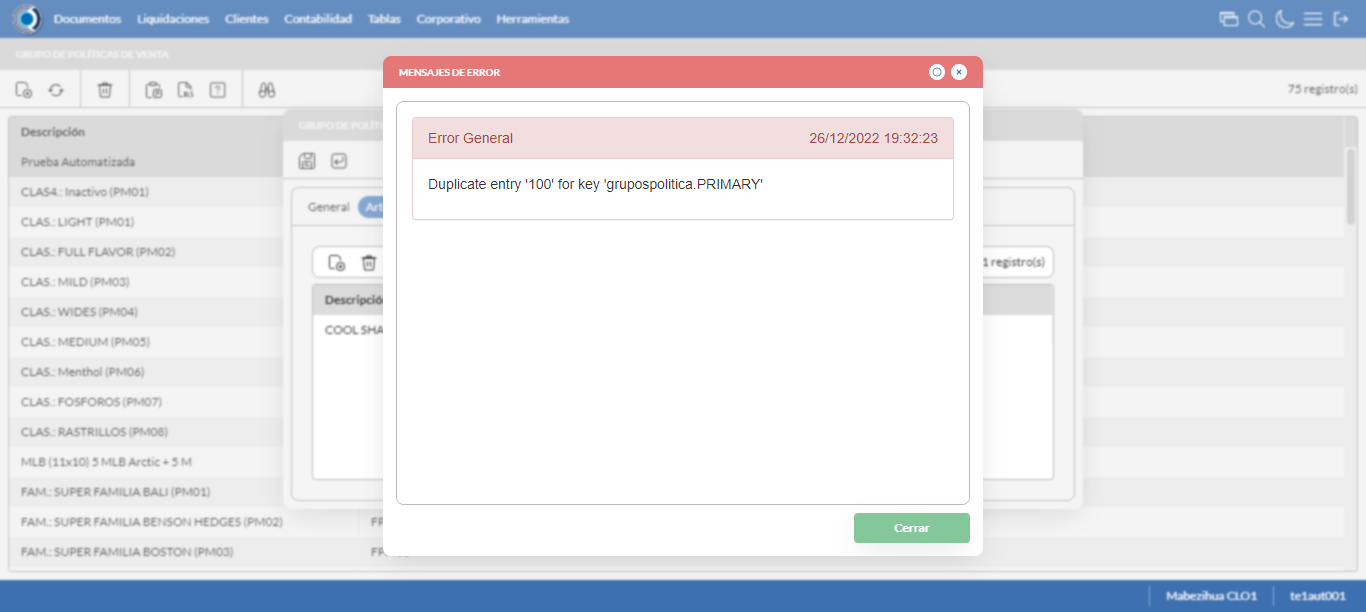 Documentos Liquidaciones Clientes Contabilidad Tablas Corporativo Herramientas
GRUPO DE POLÍTICAS DE VENTA
75 registro(s)
MENSAJES DE ERROR
Error General 26/12/2022 19:32:23
Duplicate entry '100' for key 'grupospolitica.PRIMARY'
Cerrar
GRUPO DE POLÍTI
General Art
1 registro(s)
Descripció
COOL SHA
Descripción
Prueba Automatizada
CLAS4.: Inactivo (PM01)
CLAS.: LIGHT (PM01)
CLAS.: FULL FLAVOR (PM02)
CLAS.: MILD (PM03)
CLAS.: WIDES (PM04)
CLAS.: MEDIUM (PM05)
CLAS.: Menthol (PM06)
CLAS.: FOSFOROS (PM07)
CLAS.: RASTRILLOS (PM08)
MLB (11x10) 5 MLB Arctic + 5 M
FAM.: SUPER FAMILIA BALI (PM01)
FAM.: SUPER FAMILIA BENSON HEDGES (PM02) FP
FAM.: SUPER FAMILIA BOSTON (PM03)
Mabezihua CLO1 te1aut001